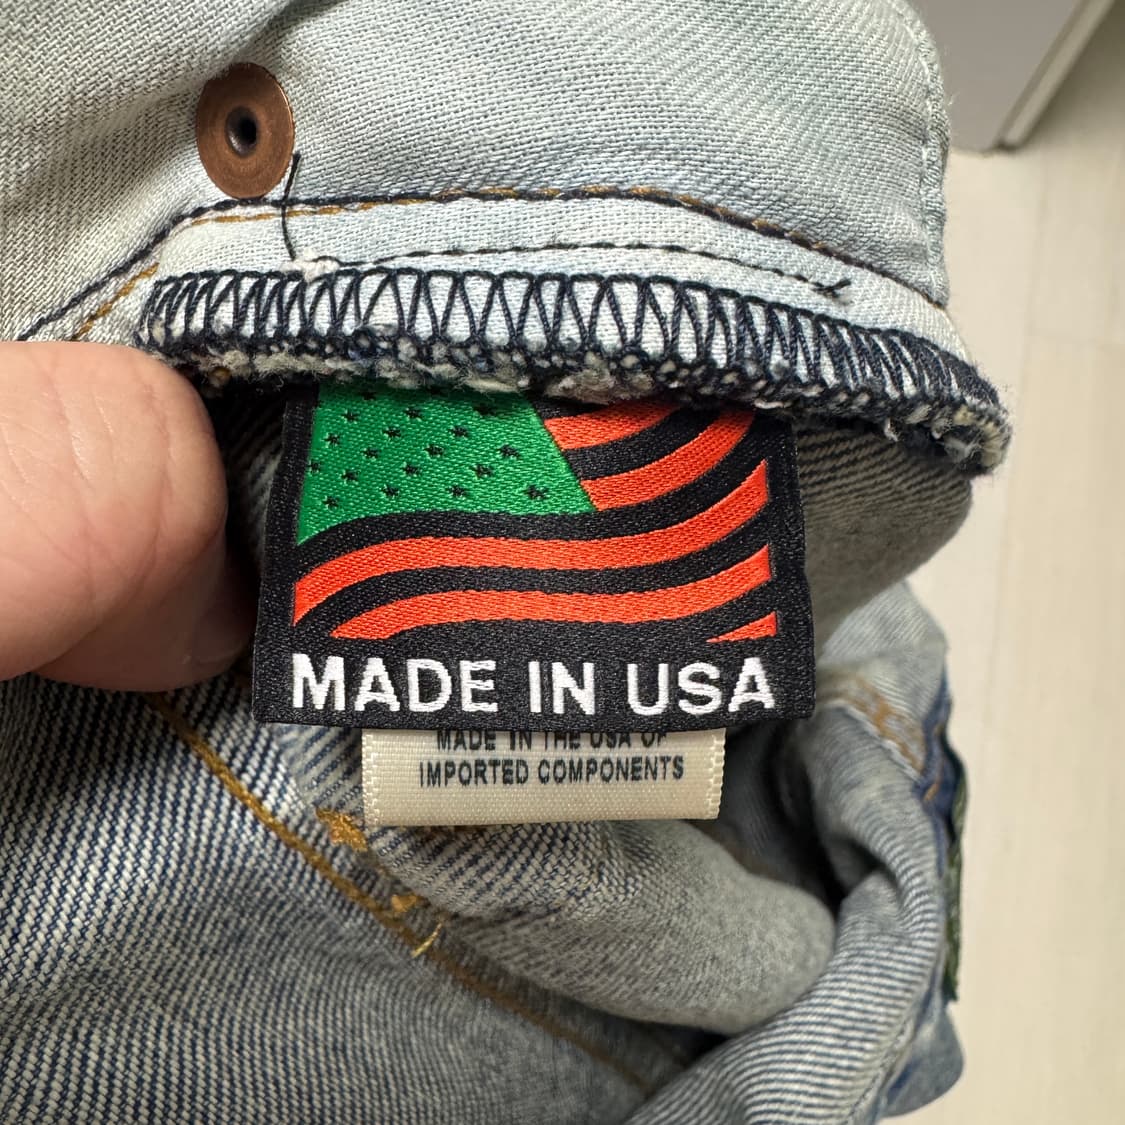 MADE IN USA
MADE IN THE USA OF
IMPORTED COMPONENTS